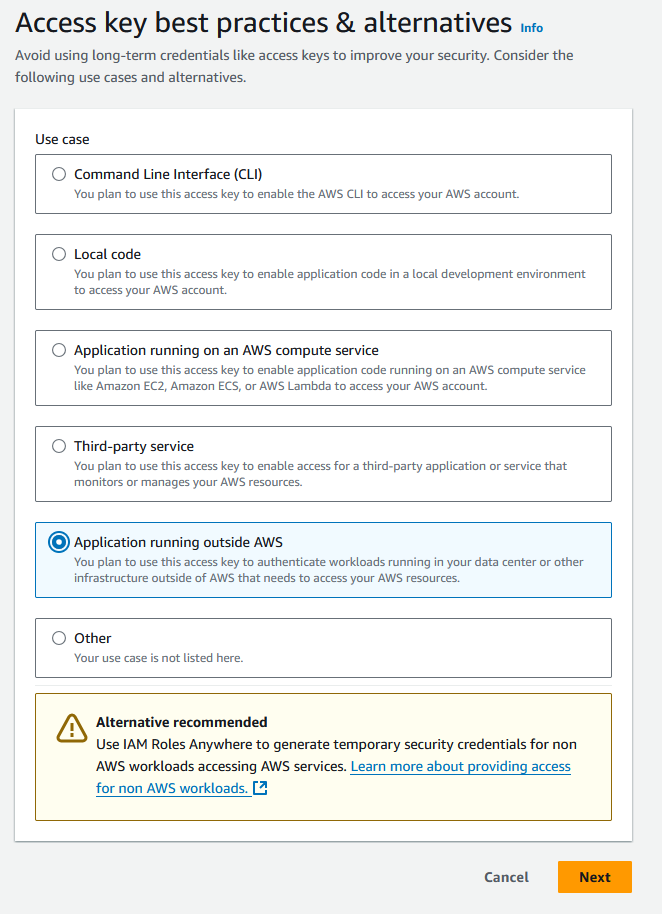 Access key best practices & alternatives Info
Avoid using long-term credentials like access keys to improve your security. Consider the
following use cases and alternatives.
Use case
Command Line Interface (CLI)
You plan to use this access key to enable the AWS CLI to access your AWS account.
Local code
You plan to use this access key to enable application code in a local development environment
to access your AWS account.
Application running on an AWS compute service
You plan to use this access key to enable application code running on an AWS compute service
like Amazon EC2, Amazon ECS, or AWS Lambda to access your AWS account.
Third-party service
You plan to use this access key to enable access for a third-party application or service that
monitors or manages your AWS resources.
Application running outside AWS
You plan to use this access key to authenticate workloads running in your data center or other
infrastructure outside of AWS that needs to access your AWS resources.
Other
Your use case is not listed here.
Alternative recommended
Use IAM Roles Anywhere to generate temporary security credentials for non
AWS workloads accessing AWS services. Learn more about providing access
for non AWS workloads.
Cancel Next